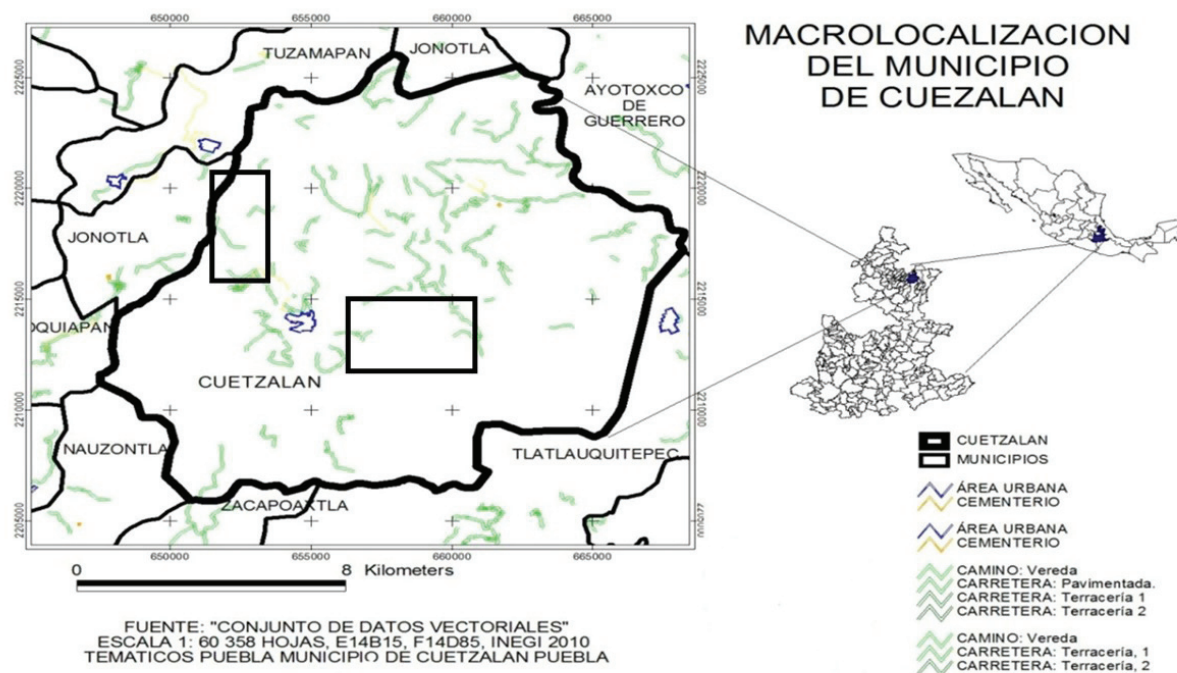 650000 655000 660000 665000
MACROLOCALIZACION
DEL MUNICIPIO
DE CUEZALAN
TUZAMAPAN
JONOTLA
2225000
2225000
AYOTOXCO
DE
GUERRERO
2220000
2220000
JONOTLA
2215000
2215000
OQUIAPAN
CUETZALAN
2210000
2210000
NAUZONTLA
TLATLAUQUITEPEC
ZACAPOAXTLA
2205000
650000 655000 660000 665000
0 8 Kilometers
CUETZALAN
MUNICIPIOS
ÁREA URBANA
CEMENTERIO
ÁREA URBANA
CEMENTERIO
CAMINO: Vereda
CARRETERA: Pavimentada.
CARRETERA: Terracería 1
CARRETERA: Terracería 2
CAMINO: Vereda
CARRETERA: Terracería, 1
CARRETERA: Terracería, 2
FUENTE: "CONJUNTO DE DATOS VECTORIALES"
ESCALA 1: 60 358 HOJAS, E14B15, F14D85, INEGI 2010
TEMATICOS PUEBLA MUNICIPIO DE CUETZALAN PUEBLA